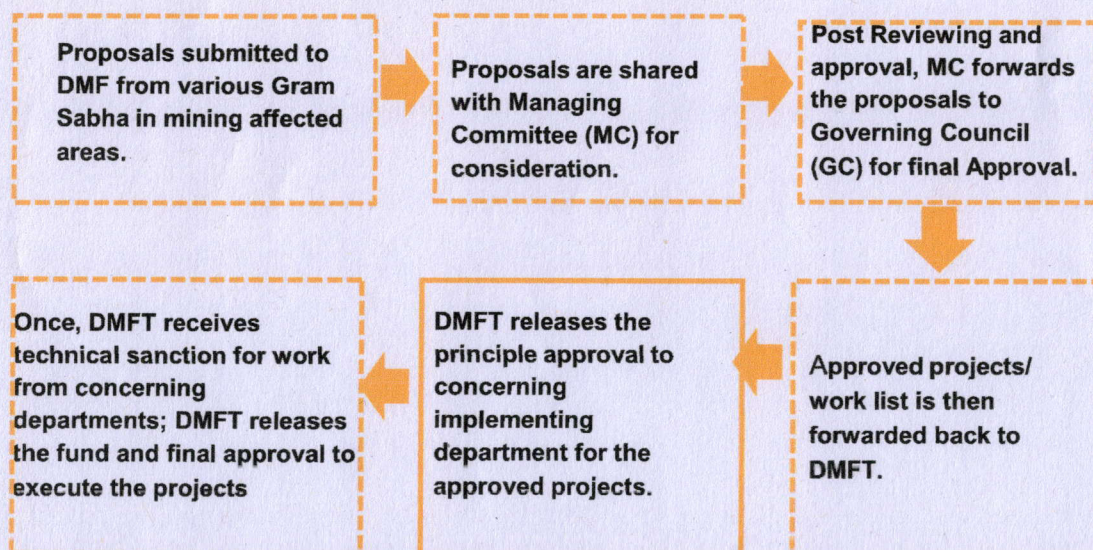 Proposals submitted to
DMF from various Gram
Sabha in mining affected
areas.
Proposals are shared
with Managing
Committee (MC) for
consideration.
Post Reviewing and
approval, MC forwards
the proposals to
Governing Council
(GC) for final Approval.
Approved projects/
work list is then
forwarded back to
DMFT.
DMFT releases the
principle approval to
concerning
implementing
department for the
approved projects.
Once, DMFT receives
technical sanction for work
from concerning
departments; DMFT releases
the fund and final approval to
execute the projects